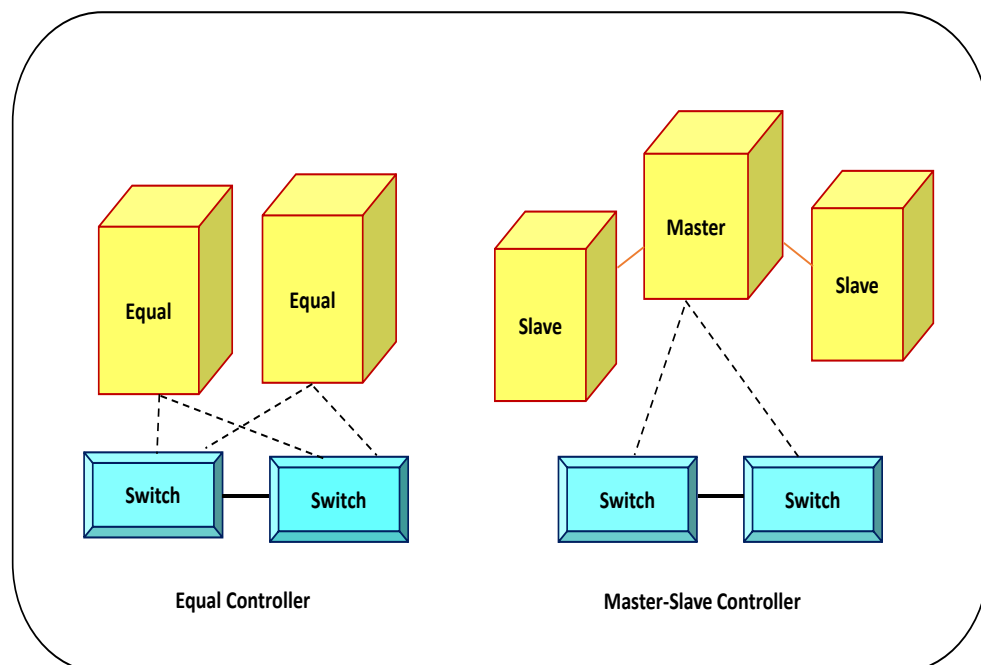 Equal
Equal
Switch
Switch
Equal Controller
Master
Slave
Slave
Switch
Switch
Master-Slave Controller